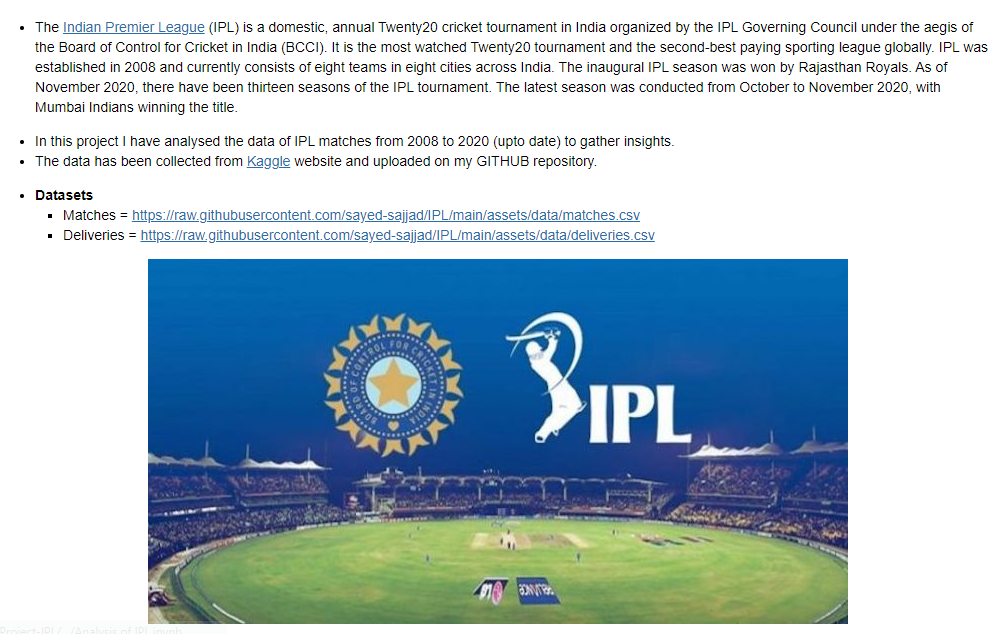 The Indian Premier League (IPL) is a domestic, annual Twenty20 cricket tournament in India organized by the IPL Governing Council under the aegis of
the Board of Control for Cricket in India (BCCI). It is the most watched Twenty20 tournament and the second-best paying sporting league globally. IPL was
established in 2008 and currently consists of eight teams in eight cities across India. The inaugural IPL season was won by Rajasthan Royals. As of
November 2020, there have been thirteen seasons of the IPL tournament. The latest season was conducted from October to November 2020, with
Mumbai Indians winning the title.
In this project I have analysed the data of IPL matches from 2008 to 2020 (upto date) to gather insights.
The data has been collected from Kaggle website and uploaded on my GITHUB repository.
Datasets
Matches = https://raw.githubusercontent.com/sayed-sajjad/IPL/main/assets/data/matches.csv
Deliveries = https://raw.githubusercontent.com/sayed-sajjad/IPL/main/assets/data/deliveries.csv
BOARD OF CONTROL FOR CRICKET IN INDIA
IPL